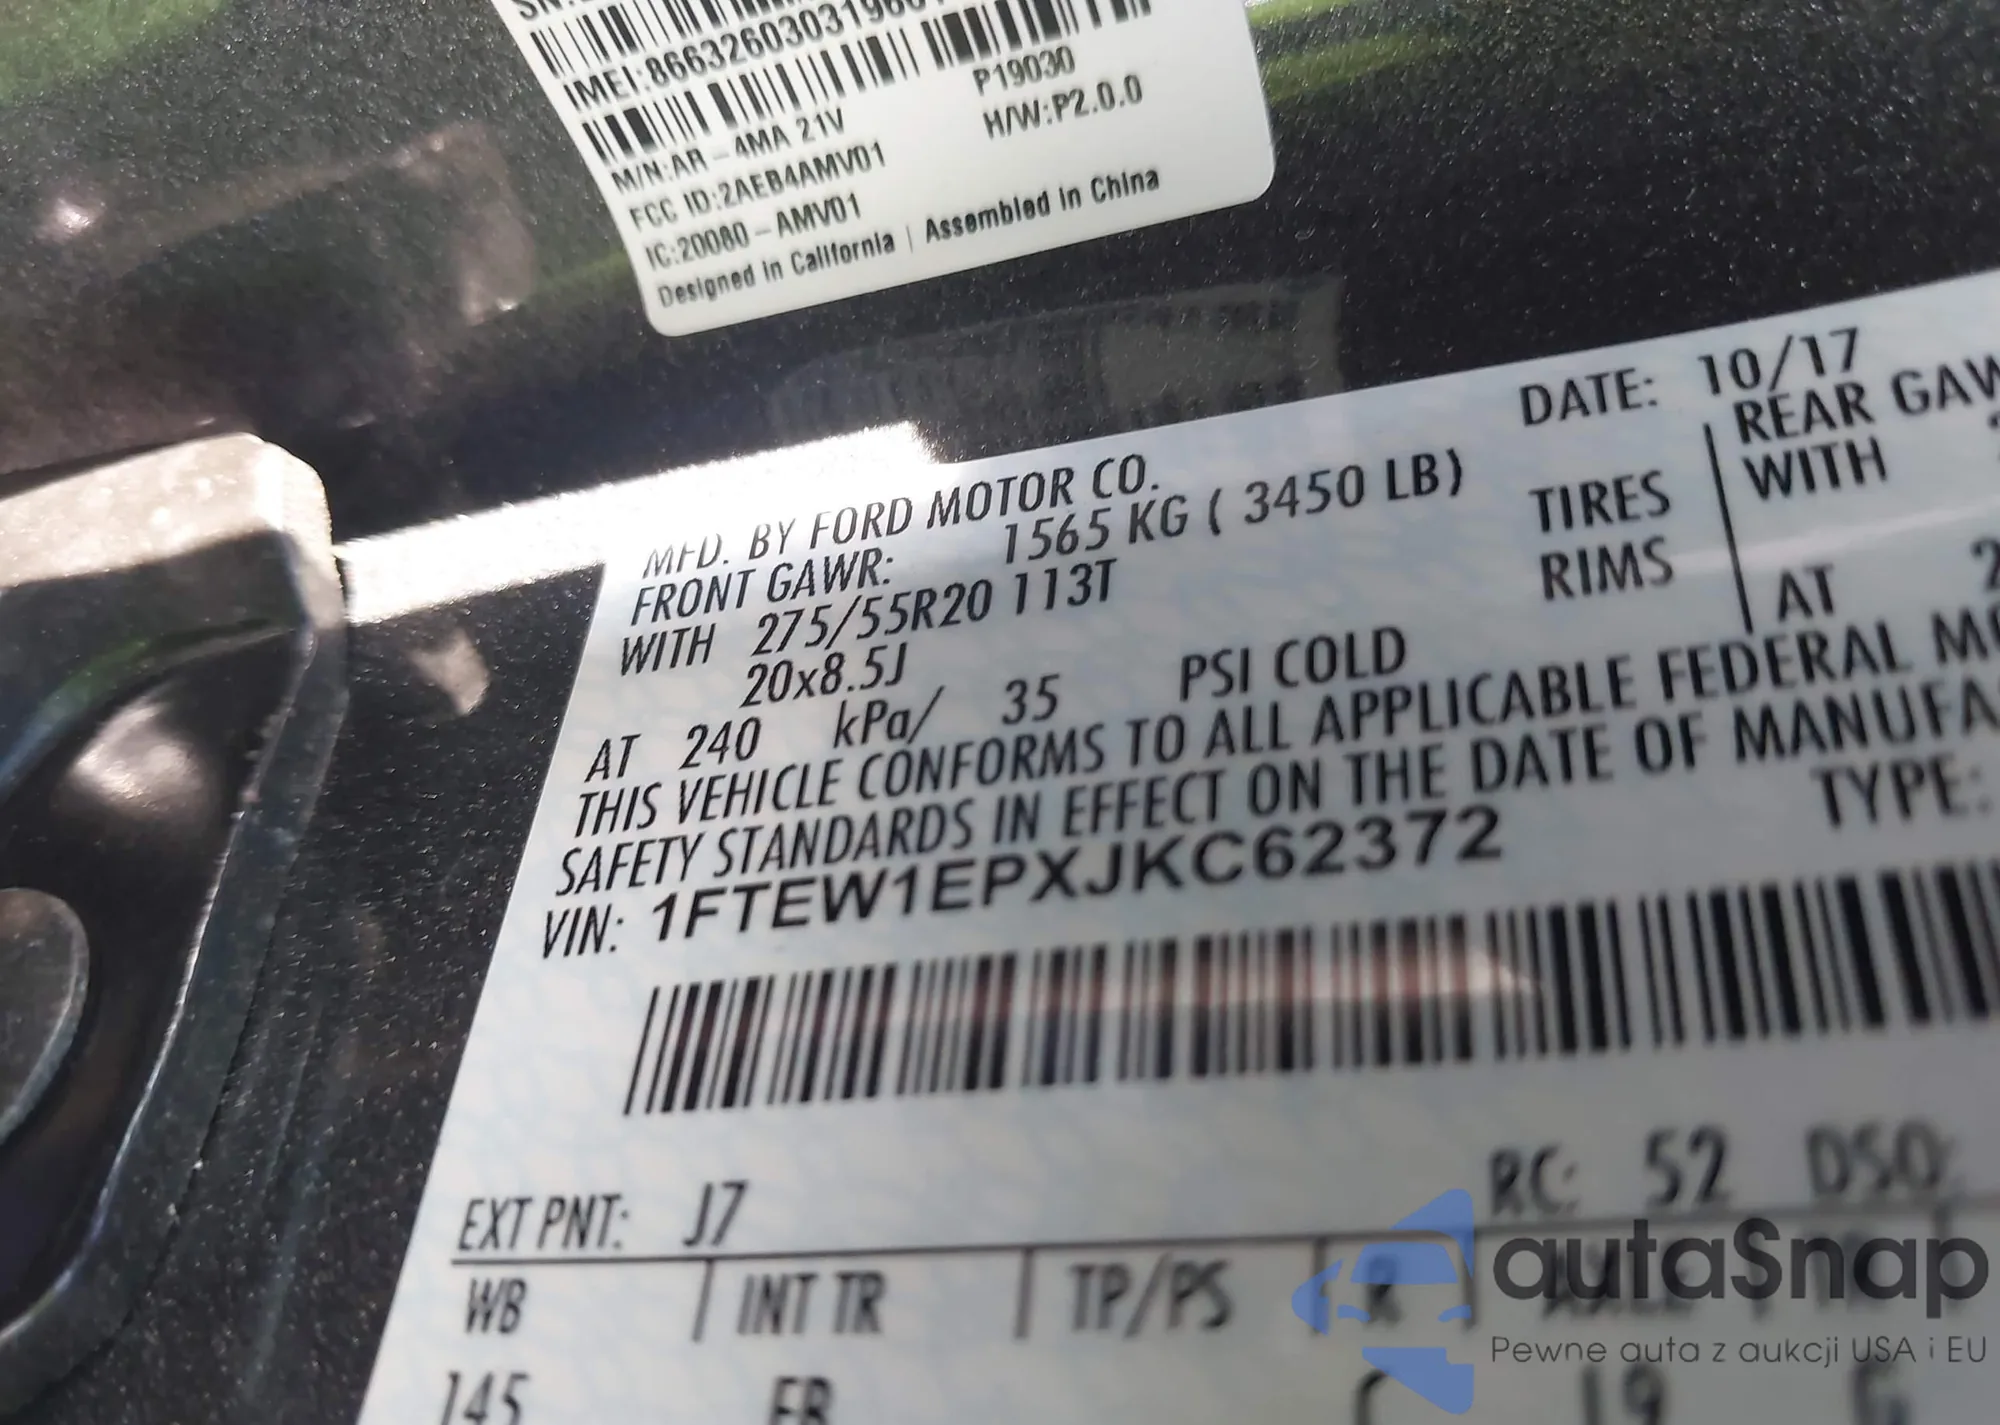 P19030
M/N:AR-4MA 21V
H/W:P2.0.0
FCC ID:2AEB4AMV01
IC:20080-AMV01
Designed in California | Assembled in China
DATE: 10/17
MFD. BY FORD MOTOR CO.
FRONT GAWR: 1565 KG ( 3450 LB)
REAR
WITH 275/55R20 113T
TIRES
WITH
20x8.5J
RIMS
AT 240 kPa/ 35 PSI COLD
AT
THIS VEHICLE CONFORMS TO ALL APPLICABLE FEDERAL
SAFETY STANDARDS IN EFFECT ON THE DATE OF
VIN: 1FTEW1EPXJKC62372
TYPE:
EXT PNT: J7
RC: 52 DSO:
WB | INT TR | TP/PS | R
145
autaSnap
Pewne auta z aukcji USA i EU